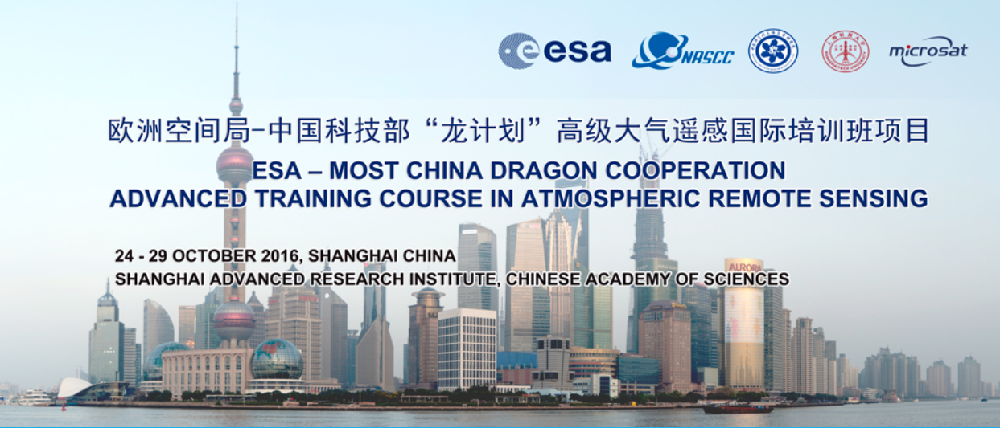 esa
NRSCC
SHANGHAITECH UNIVERSITY
microsat
欧洲空间局-中国科技部“龙计划”高级大气遥感国际培训班项目
ESA – MOST CHINA DRAGON COOPERATION
ADVANCED TRAINING COURSE IN ATMOSPHERIC REMOTE SENSING
24 - 29 OCTOBER 2016, SHANGHAI CHINA
SHANGHAI ADVANCED RESEARCH INSTITUTE, CHINESE ACADEMY OF SCIENCES
AURORA